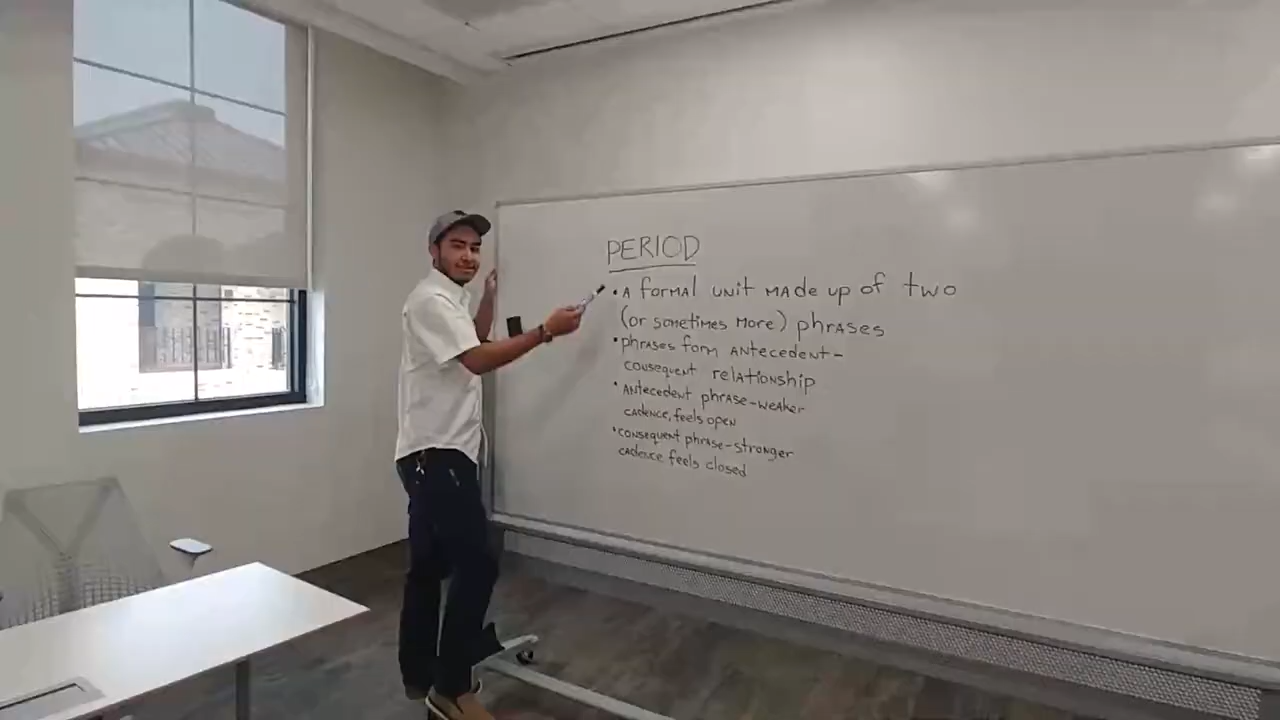 PERIOD
• A formal unit made up of two
(or sometimes more) phrases
• phrases form antecedent-
consequent relationship
• Antecedent phrase-weaker
cadence, feels open
• consequent phrase-stronger
cadence feels closed